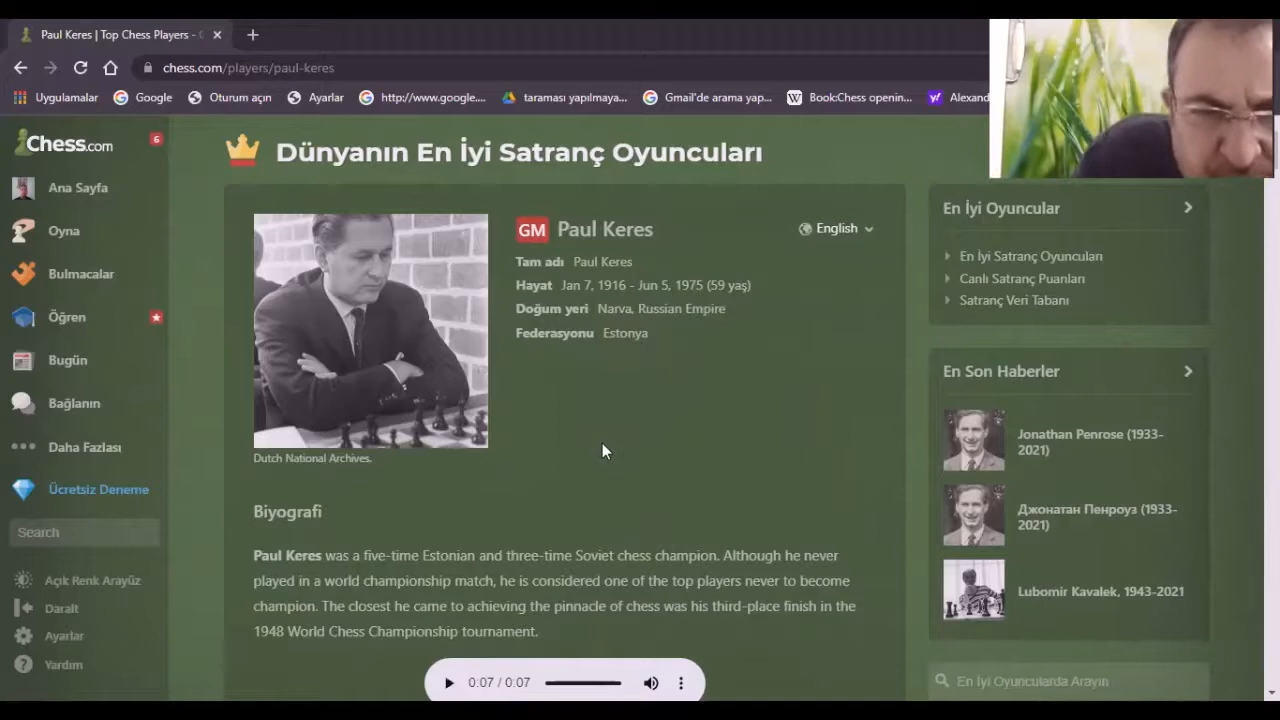 Paul Keres | Top Chess Players -
chess.com/players/paul-keres
Uygulamalar
Google
Oturum açın
Ayarlar
http://www.google....
taraması yapılmaya...
Gmail'de arama yap...
Book:Chess openin...
Alexand
Chess.com
6
Ana Sayfa
Oyna
Bulmacalar
Öğren
Bugün
Bağlanın
Daha Fazlası
Ücretsiz Deneme
Search
Açık Renk Arayüz
Daralt
Ayarlar
Yardım
Dünyanın En İyi Satranç Oyuncuları
GM Paul Keres
English
Tam adı Paul Keres
Hayat Jan 7, 1916 - Jun 5, 1975 (59 yaş)
Doğum yeri Narva, Russian Empire
Federasyonu Estonya
Dutch National Archives.
Biyografi
Paul Keres was a five-time Estonian and three-time Soviet chess champion. Although he never
played in a world championship match, he is considered one of the top players never to become
champion. The closest he came to achieving the pinnacle of chess was his third-place finish in the
1948 World Chess Championship tournament.
0:07 / 0:07
En İyi Oyuncular
En İyi Satranç Oyuncuları
Canlı Satranç Puanları
Satranç Veri Tabanı
En Son Haberler
Jonathan Penrose (1933-
2021)
Джонатан Пенроуз (1933-
2021)
Lubomir Kavalek, 1943-2021
En İyi Oyuncularda Arayın